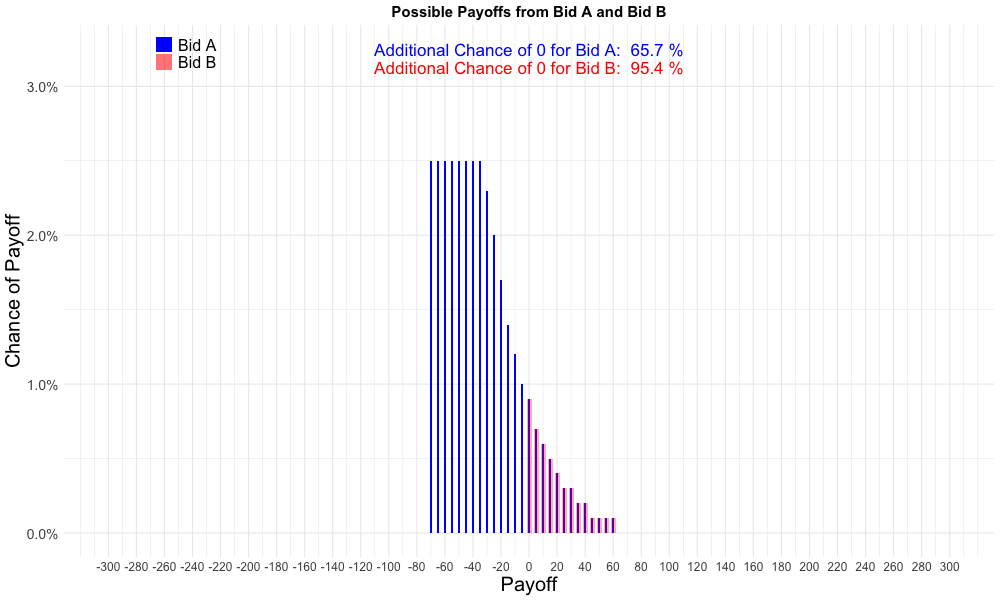 Possible Payoffs from Bid A and Bid B
Bid A
Bid B
Additional Chance of 0 for Bid A: 65.7 %
Additional Chance of 0 for Bid B: 95.4 %
Chance of Payoff
3.0%
2.0%
1.0%
0.0%
-300 -280 -260 -240 -220 -200 -180 -160 -140 -120 -100 -80 -60 -40 -20 0 20 40 60 80 100 120 140 160 180 200 220 240 260 280 300
Payoff